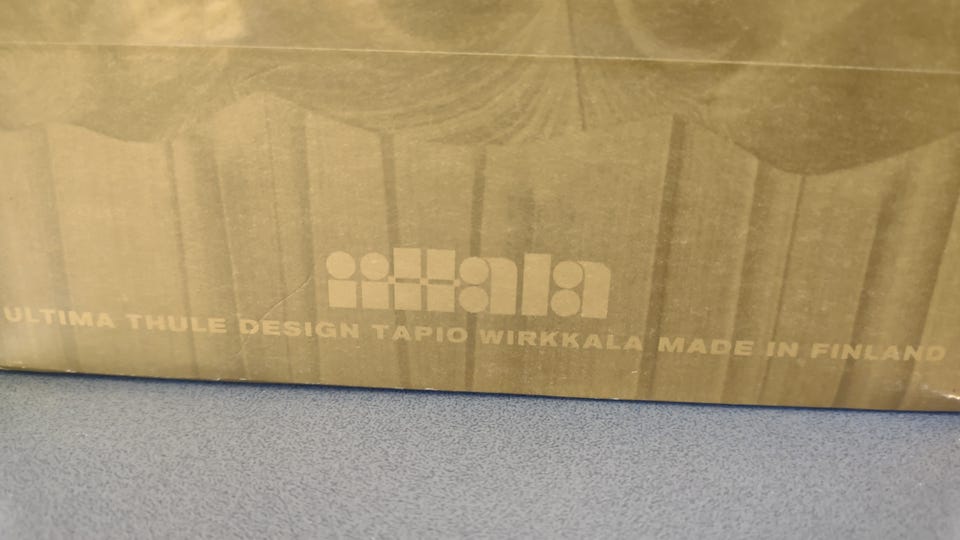 iittala
ULTIMA THULE DESIGN TAPIO WIRKKALA MADE IN FINLAND